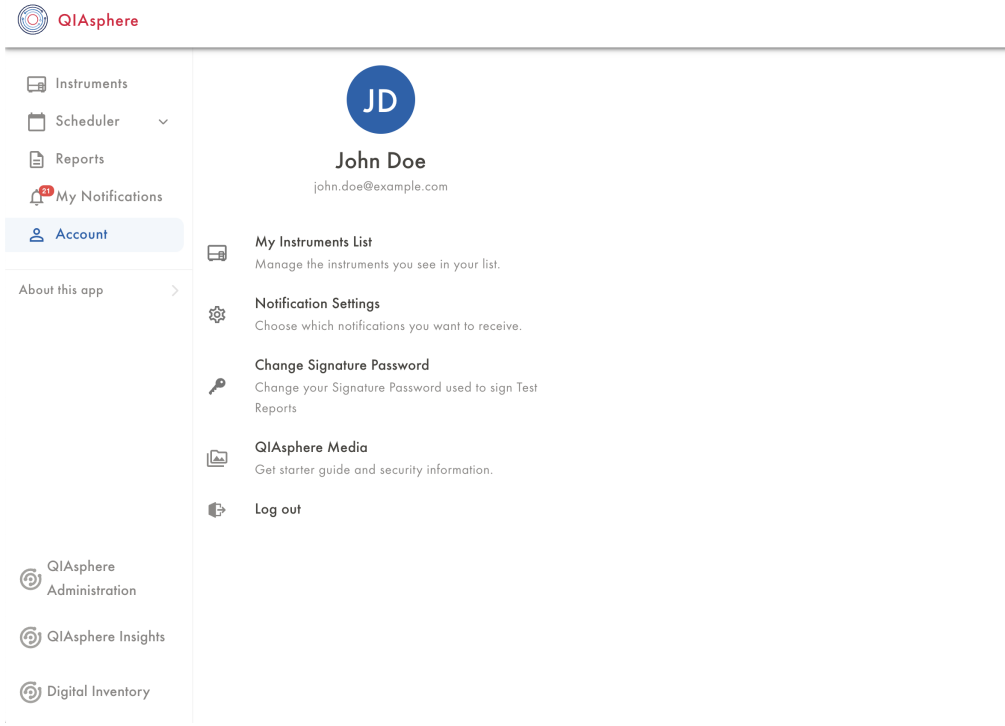 QIAsphere
Instruments
Scheduler
Reports
21
My Notifications
Account
About this app
QIAsphere
Administration
QIAsphere Insights
Digital Inventory
JD
John Doe
john.doe@example.com
My Instruments List
Manage the instruments you see in your list.
Notification Settings
Choose which notifications you want to receive.
Change Signature Password
Change your Signature Password used to sign Test
Reports
QIAsphere Media
Get starter guide and security information.
Log out